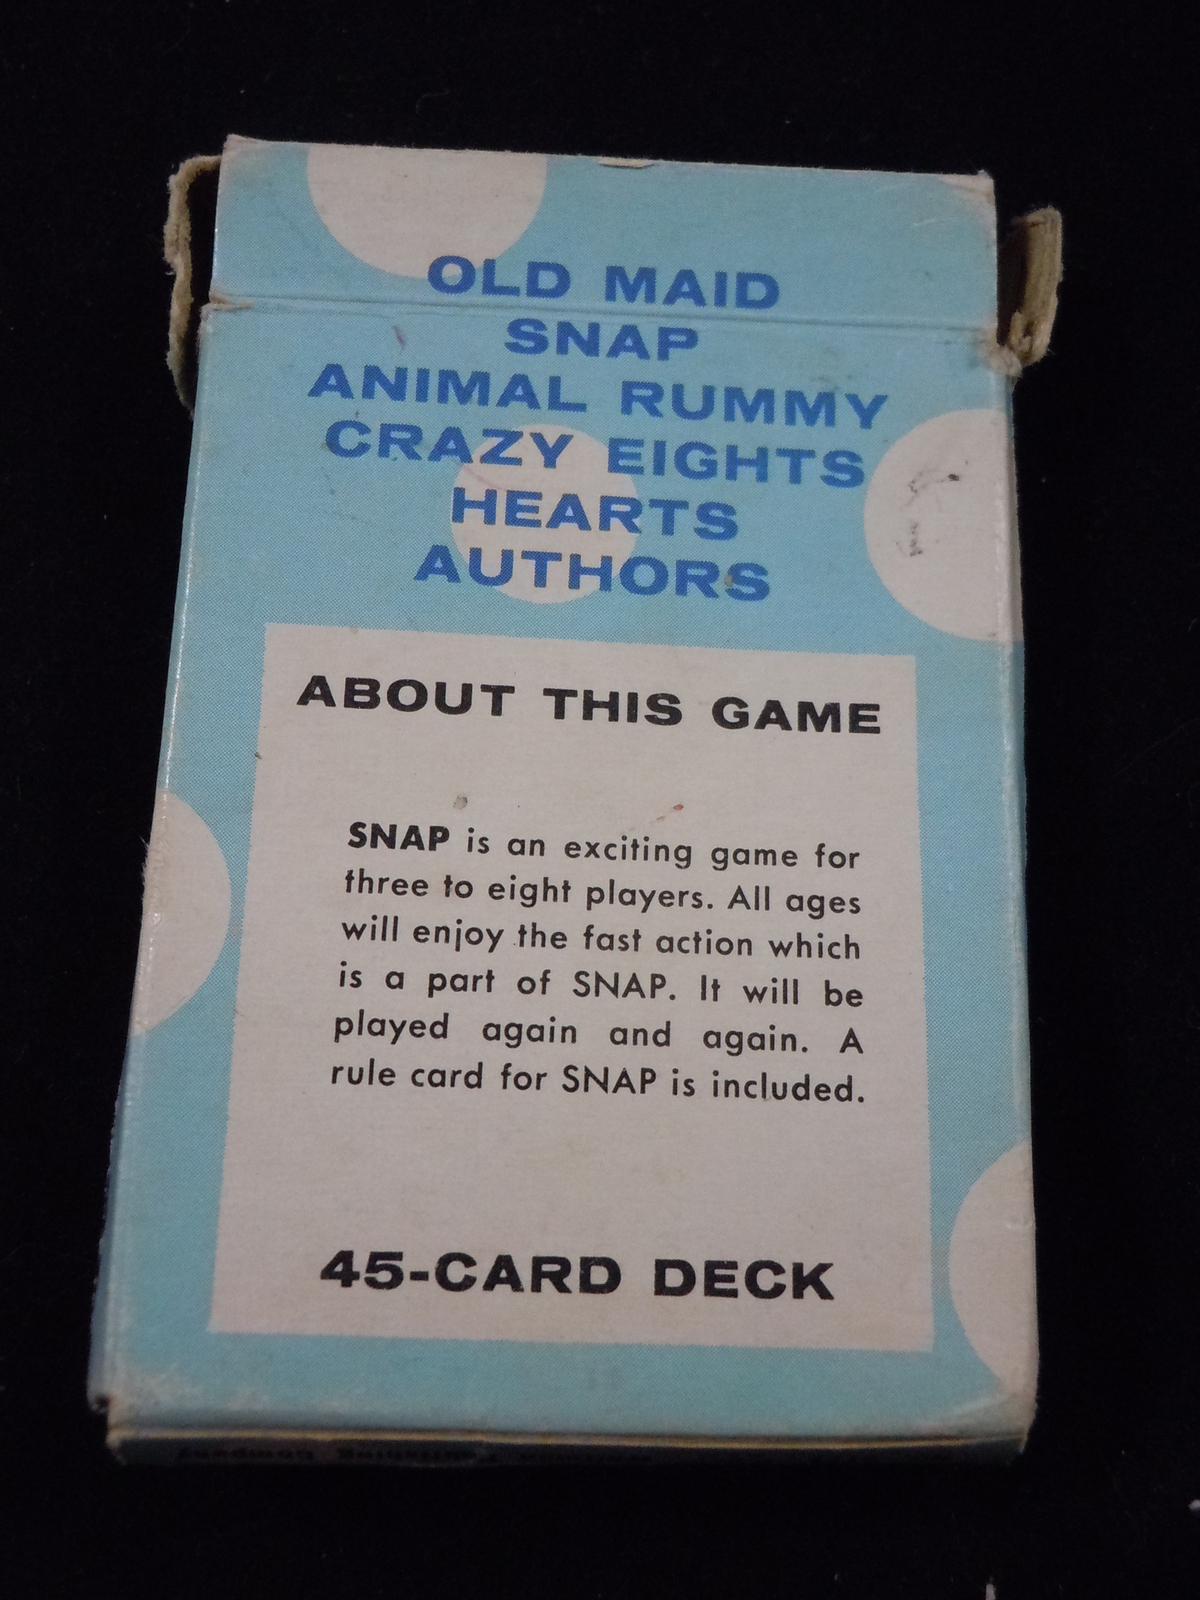 OLD MAID
SNAP
ANIMAL RUMMY
CRAZY EIGHTS
HEARTS
AUTHORS
ABOUT THIS GAME
SNAP is an exciting game for
three to eight players. All ages
will enjoy the fast action which
is a part of SNAP. It will be
played again and again. A
rule card for SNAP is included.
45-CARD DECK